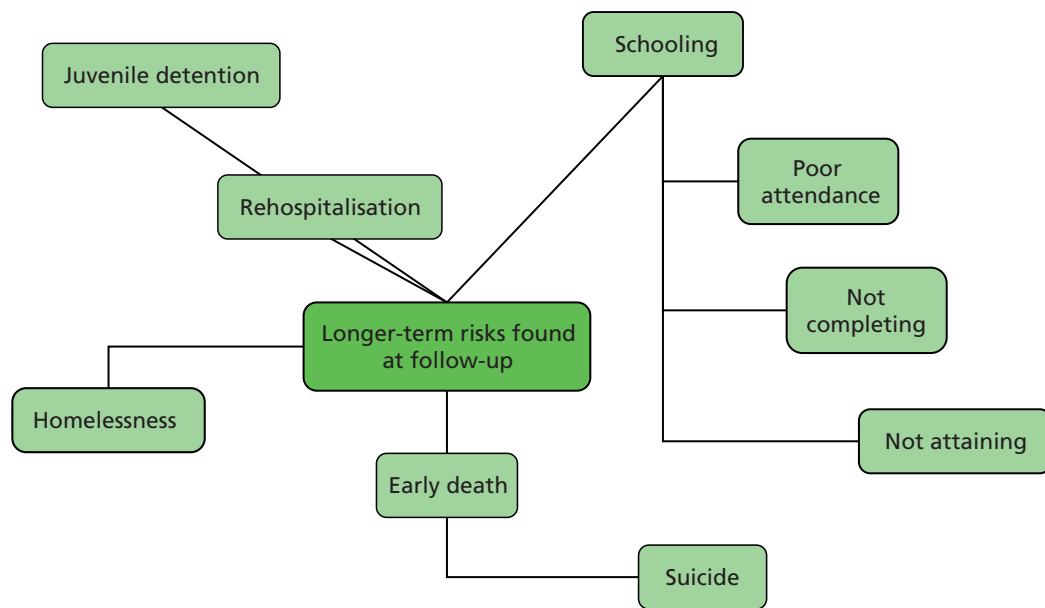 Schooling
Juvenile detention
Poor
attendance
Rehospitalisation
Not
completing
Longer-term risks found
at follow-up
Homelessness
Not attaining
Early death
Suicide